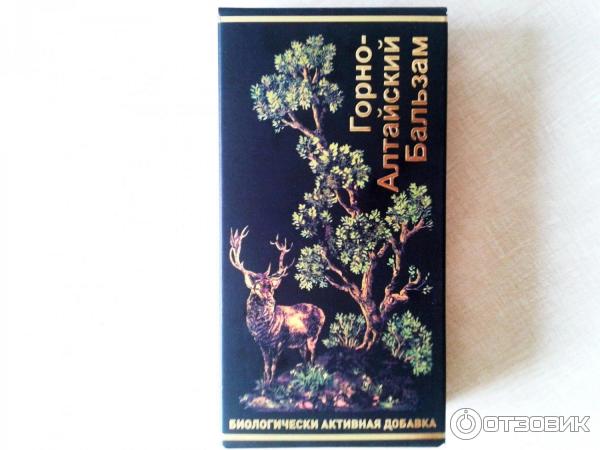 Горно-
Алтайский
Бальзам
БИОЛОГИЧЕСКИ АКТИВНАЯ ДОБАВКА
ОТЗОВИК